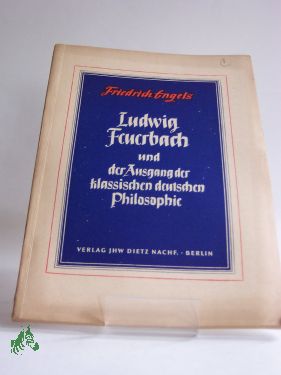 Friedrich Engels
Ludwig
Feuerbach
und
der Ausgang der
klassischen deutschen
Philosophie
VERLAG JHW DIETZ NACHF. · BERLIN